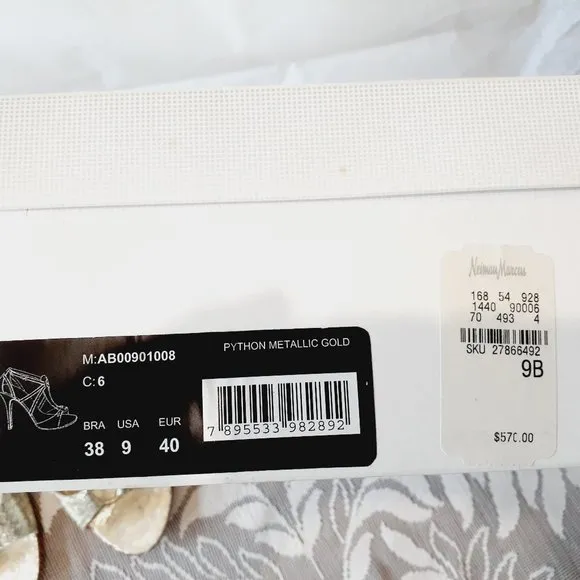 Neiman Marcus
168 54 928
1440 90006
70 493 4
SKU 27866492
9B
$570.00
PYTHON METALLIC GOLD
M:AB00901008
C:6
BRA USA EUR
38 9 40
7 895533 982892